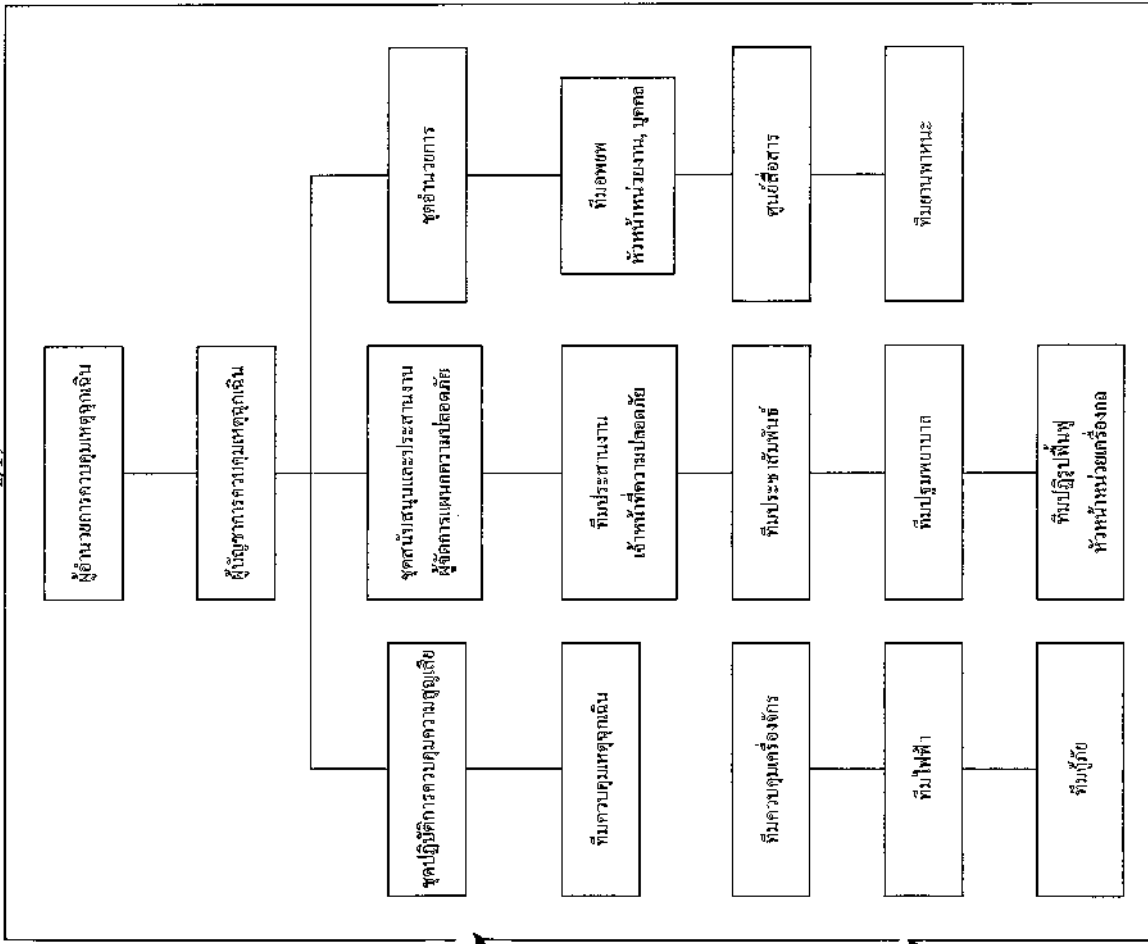 ผู้อำนวยการควบคุมเหตุฉุกเฉิน
ผู้บัญชาการควบคุมเหตุฉุกเฉิน
ชุดปฏิบัติการควบคุมความสูญเสีย
ชุดสนับสนุนและประสานงาน
ผู้จัดการแผนกความปลอดภัย
ชุดอำนวยการ
ทีมควบคุมเหตุฉุกเฉิน
ทีมประสานงาน
เจ้าหน้าที่ความปลอดภัย
ทีมอพยพ
หัวหน้าหน่วยงาน, บุคคล
ทีมควบคุมเครื่องจักร
ทีมประชาสัมพันธ์
ศูนย์สื่อสาร
ทีมไฟฟ้า
ทีมปฐมพยาบาล
ทีมยานพาหนะ
ทีมกู้ภัย
ทีมปฏิรูปฟื้นฟู
หัวหน้าหน่วยเครื่องกล